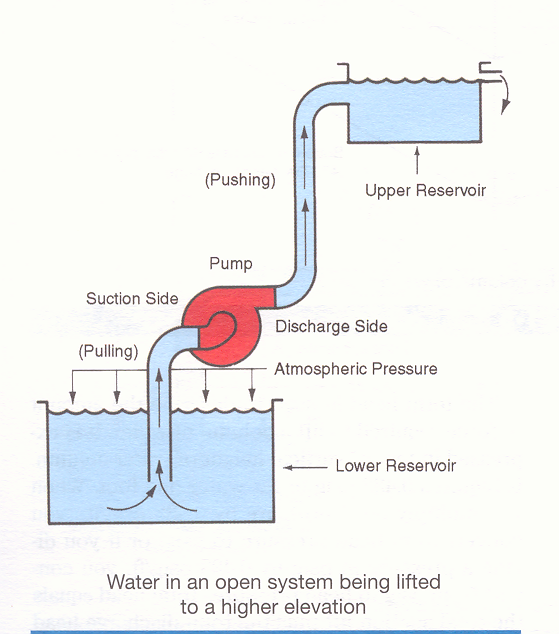 (Pushing)
Upper Reservoir
Pump
Suction Side
Discharge Side
(Pulling)
Atmospheric Pressure
Lower Reservoir
Water in an open system being lifted
to a higher elevation